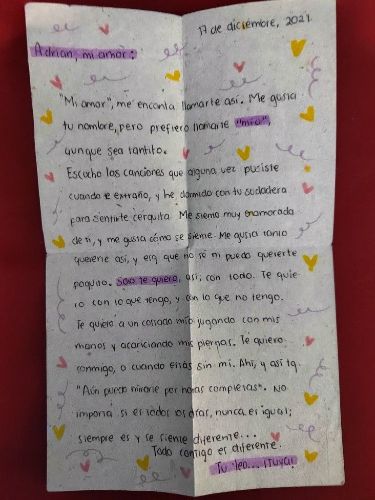 17 de diciembre, 2021
Adrian, mi amor:
"Mi amor", me encanta llamarte así. Me gusta
tu nombre, pero prefiero llamarte "mío",
aunque sea tantito.
Escucho las canciones que alguna vez pusiste
cuando te extraño, y he dormido con tu sudadera
para sentirte cerquita. Me siento muy enamorada
de ti, y me gusta cómo se siente. Me gusta tanto
quererte así, y es q que no sé ni puedo quererte
poquito. Solo te quiero, así, con todo. Te quie-
ro con lo que tengo, y con lo que no tengo.
Te quiero a un costado mío jugando con mis
manos y acariciando mis piernas. Te quiero
conmigo, o cuando estás sin mí. Ahí, y así tq.
"Aún puedo mirarte por horas completas". No
importa si es todos los días, nunca es igual;
siempre es y se siente diferente...
Todo contigo es diferente.
Tu Leo... ¡Tuya!